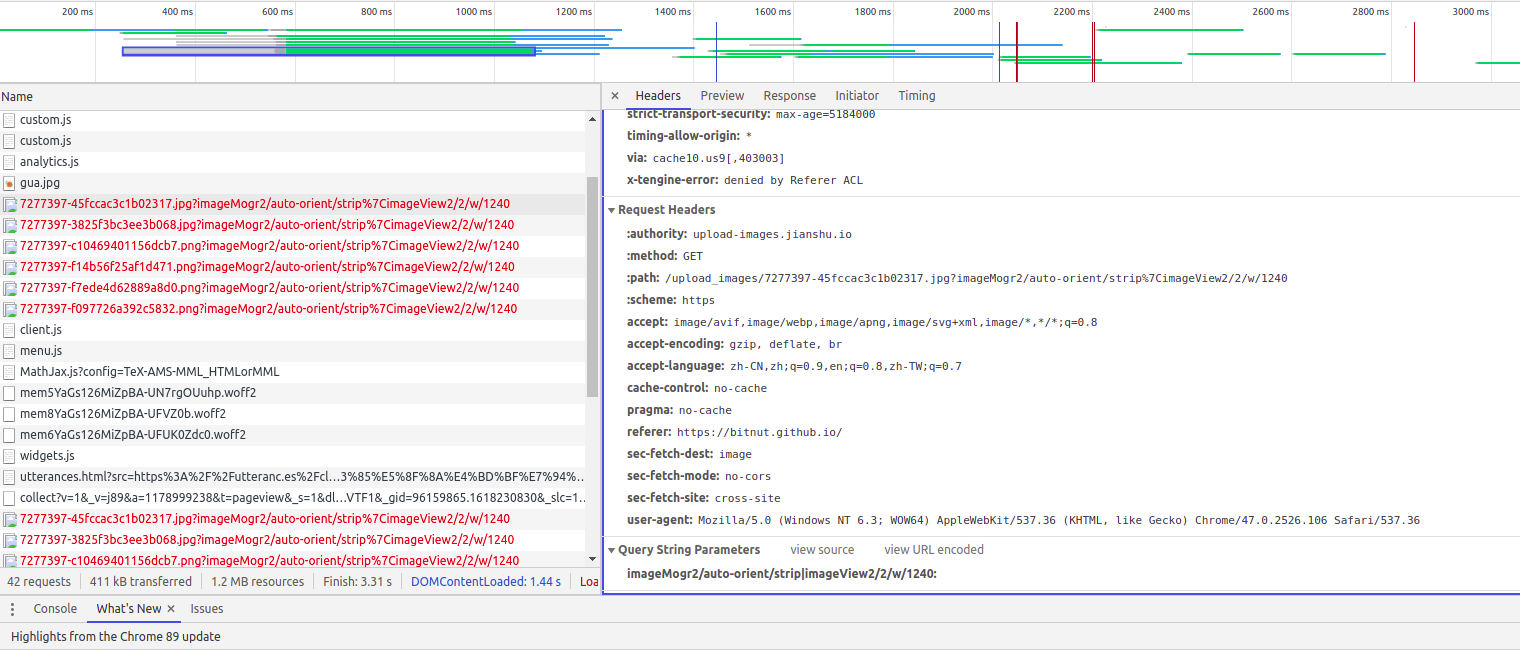 200 ms 400 ms 600 ms 800 ms 1000 ms 1200 ms 1400 ms 1600 ms 1800 ms 2000 ms 2200 ms 2400 ms 2600 ms 2800 ms 3000 ms
Name
custom.js
custom.js
analytics.js
gua.jpg
7277397-45fccac3c1b02317.jpg?imageMogr2/auto-orient/strip%7CimageView2/2/w/1240
7277397-3825f3bc3ee3b068.jpg?imageMogr2/auto-orient/strip%7CimageView2/2/w/1240
7277397-c10469401156dcb7.png?imageMogr2/auto-orient/strip%7CimageView2/2/w/1240
7277397-f14b56f25af1d471.png?imageMogr2/auto-orient/strip%7CimageView2/2/w/1240
7277397-f7ede4d62889a8d0.png?imageMogr2/auto-orient/strip%7CimageView2/2/w/1240
7277397-f097726a392c5832.png?imageMogr2/auto-orient/strip%7CimageView2/2/w/1240
client.js
menu.js
MathJax.js?config=TeX-AMS-MML_HTMLorMML
mem5YaGs126MiZpBA-UN7rgOUuhp.woff2
mem8YaGs126MiZpBA-UFVZ0b.woff2
mem6YaGs126MiZpBA-UFUK0Zdc0.woff2
widgets.js
utterances.html?src=https%3A%2F%2Futteranc.es%2Fcl…3%85%E5%8F%8A%E4%BD%BF%E7%94%..
collect?v=1&_v=j89&a=1178999238&t=pageview&_s=1&dl…VTF1&_gid=96159865.1618230830&_slc=1..
7277397-45fccac3c1b02317.jpg?imageMogr2/auto-orient/strip%7CimageView2/2/w/1240
7277397-3825f3bc3ee3b068.jpg?imageMogr2/auto-orient/strip%7CimageView2/2/w/1240
7277397-c10469401156dcb7.png?imageMogr2/auto-orient/strip%7CimageView2/2/w/1240
42 requests 411 kB transferred 1.2 MB resources Finish: 3.31 s DOMContentLoaded: 1.44 s Loa
× Headers Preview Response Initiator Timing
strict-transport-security: max-age=5184000
timing-allow-origin: *
via: cache10.us9[,403003]
x-tengine-error: denied by Referer ACL
Request Headers
:authority: upload-images.jianshu.io
:method: GET
:path: /upload_images/7277397-45fccac3c1b02317.jpg?imageMogr2/auto-orient/strip%7CimageView2/2/w/1240
:scheme: https
accept: image/avif,image/webp,image/apng,image/svg+xml,image/*,*/*;q=0.8
accept-encoding: gzip, deflate, br
accept-language: zh-CN,zh;q=0.9,en;q=0.8,zh-TW;q=0.7
cache-control: no-cache
pragma: no-cache
referer: https://bitnut.github.io/
sec-fetch-dest: image
sec-fetch-mode: no-cors
sec-fetch-site: cross-site
user-agent: Mozilla/5.0 (Windows NT 6.3; WOW64) AppleWebKit/537.36 (KHTML, like Gecko) Chrome/47.0.2526.106 Safari/537.36
Query String Parameters view source view URL encoded
imageMogr2/auto-orient/strip|imageView2/2/w/1240:
Console What's New × Issues
Highlights from the Chrome 89 update